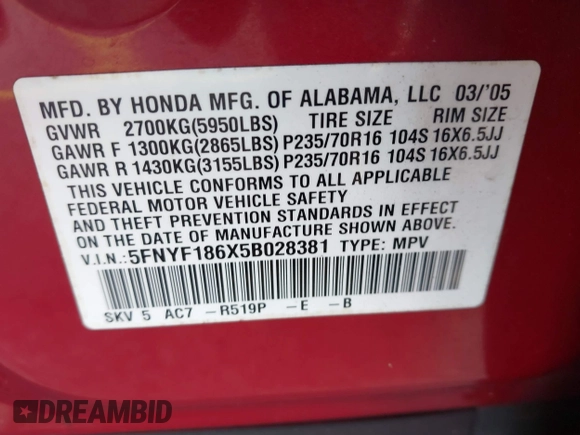 MFD. BY HONDA MFG. OF ALABAMA, LLC 03/'05
GVWR 2700KG(5950LBS) TIRE SIZE RIM SIZE
GAWR F 1300KG(2865LBS) P235/70R16 104S 16X6.5JJ
GAWR R 1430KG(3155LBS) P235/70R16 104S 16X6.5JJ
THIS VEHICLE CONFORMS TO ALL APPLICABLE
FEDERAL MOTOR VEHICLE SAFETY
AND THEFT PREVENTION STANDARDS IN EFFECT
ON THE DATE OF MANUFACTURE SHOWN ABOVE.
V.I.N.: 5FNYF186X5B028381 TYPE: MPV
SKV 5 AC7 -R519P -E -B
DREAMBID